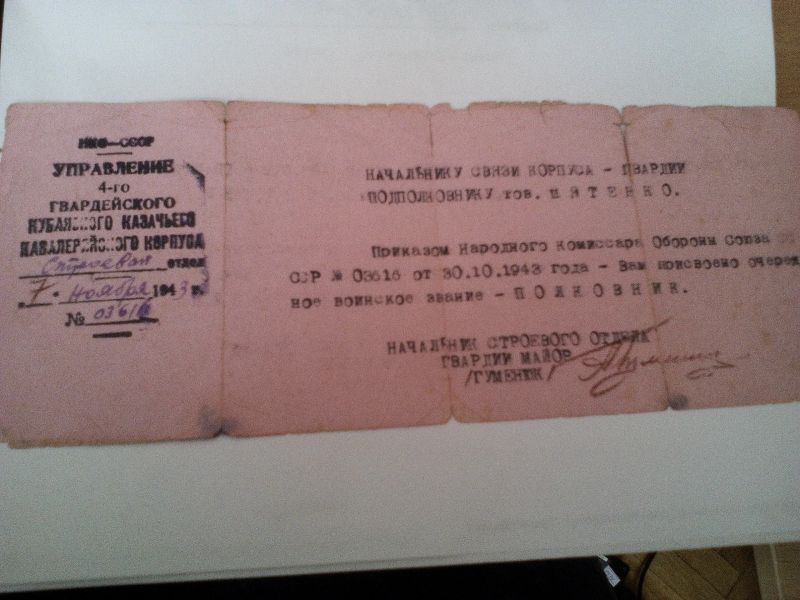 НКО—СССР
УПРАВЛЕНИЕ
4-го
ГВАРДЕЙСКОГО
КУБАНСКОГО КАЗАЧЬЕГО
КАВАЛЕРИЙСКОГО КОРПУСА
Строевой отдел
7 - ноября 1943 г.
№ 03616
НАЧАЛЬНИКУ СВЯЗИ КОРПУСА - ГВАРДИИ
ПОДПОЛКОВНИКУ тов. ПЯТЕНКО.
Приказом Народного Комиссара Обороны Союза
ССР № 03616 от 30.10.1943 года - Вам присвоено очеред
ное воинское звание - ПОЛКОВНИК.
НАЧАЛЬНИК СТРОЕВОГО ОТДЕЛА
ГВАРДИИ МАЙОР
/ГУМЕНЮК/